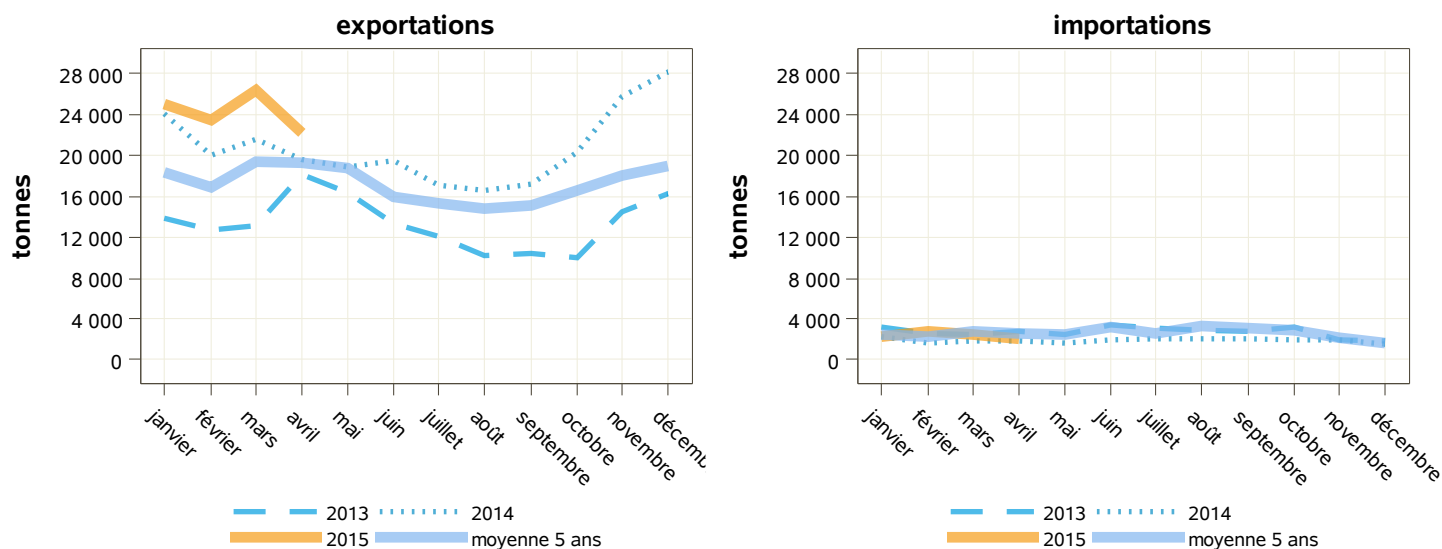 exportations
tonnes
28 000
24 000
20 000
16 000
12 000
8 000
4 000
0
janvier
février
mars
avril
mai
juin
juillet
août
septembre
octobre
novembre
décemb
2013
2014
2015
moyenne 5 ans
importations
tonnes
28 000
24 000
20 000
16 000
12 000
8 000
4 000
0
janvier
février
mars
avril
mai
juin
juillet
août
septembre
octobre
novembre
décembre
2013
2014
2015
moyenne 5 ans